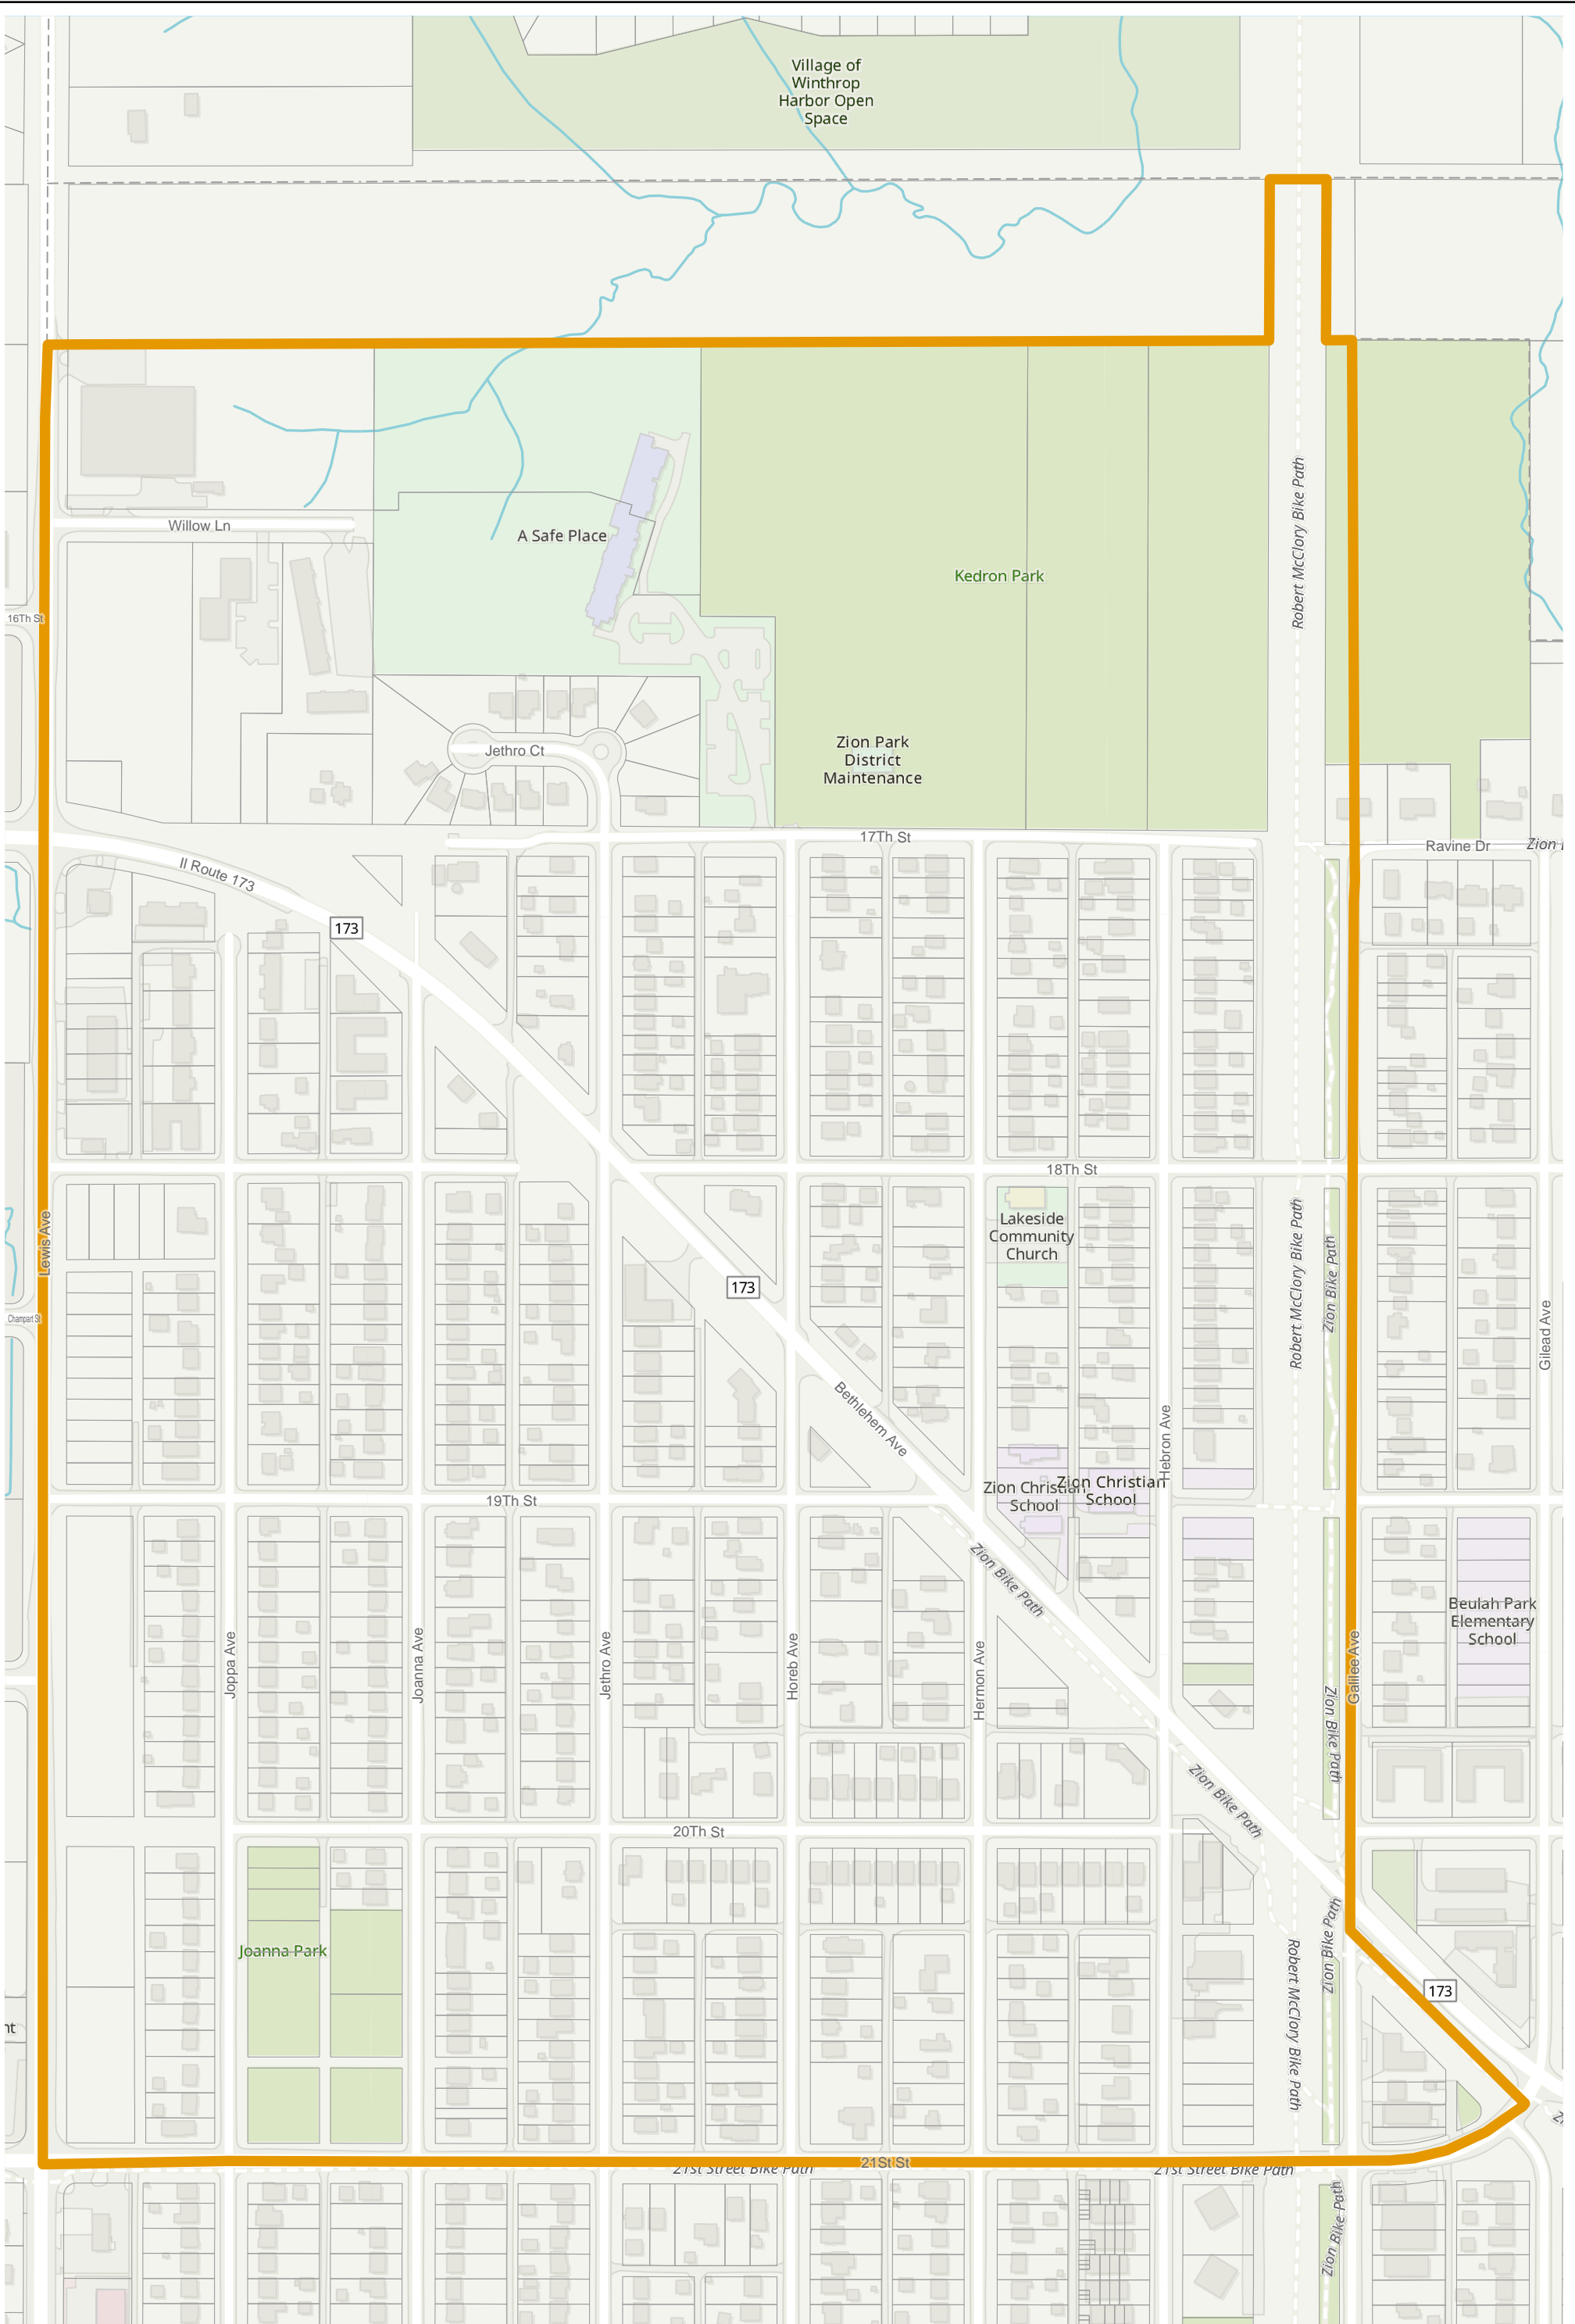 Village of
Winthrop
Harbor Open
Space
Robert McClory Bike Path
Willow Ln
A Safe Place
Kedron Park
16Th St
Jethro Ct
Zion Park
District
Maintenance
17Th St
Ravine Dr
Zion
Il Route 173
173
18Th St
Lewis Ave
Lakeside
Community
Church
Robert McClory Bike Path
Zion Bike Path
173
Champart St
Gilead Ave
Bethlehem Ave
Hebron Ave
Zion Christian
School
Zion Christian
School
19Th St
Zion Bike Path
Beulah Park
Elementary
School
Joppa Ave
Joanna Ave
Jethro Ave
Horeb Ave
Hermon Ave
Galilee Ave
Zion Bike Path
Zion Bike Path
20Th St
Joanna Park
Zion Bike Path
Robert McClory Bike Path
173
nt
21St St
21st Street Bike Path
21st Street Bike Path
Zion Bike Path